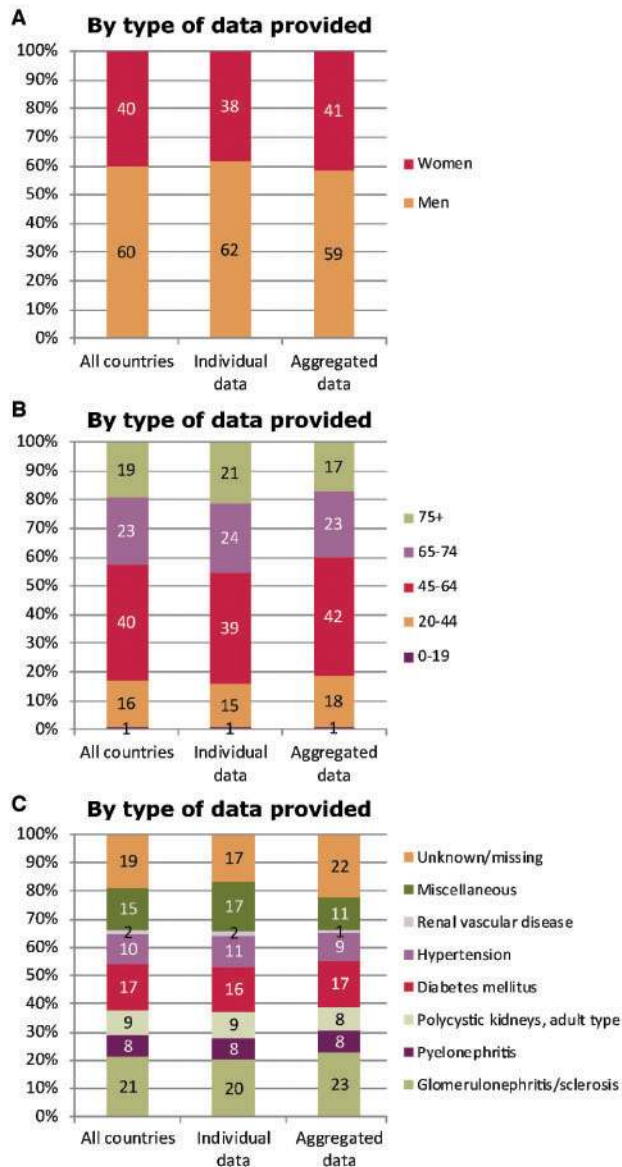 A
By type of data provided
100%
90%
80%
70%
60%
50%
40%
30%
20%
10%
0%
40 38 41
60 62 59
All countries Individual data Aggregated data
Women
Men
B
By type of data provided
100%
90%
80%
70%
60%
50%
40%
30%
20%
10%
0%
19 21 17
23 24 23
40 39 42
16 15 18
1 1 1
All countries Individual data Aggregated data
75+
65-74
45-64
20-44
0-19
C
By type of data provided
100%
90%
80%
70%
60%
50%
40%
30%
20%
10%
0%
19 17 22
15 17 11
2 2 1
10 11 9
17 16 17
9 9 8
8 8 8
21 20 23
All countries Individual data Aggregated data
Unknown/missing
Miscellaneous
Renal vascular disease
Hypertension
Diabetes mellitus
Polycystic kidneys, adult type
Pyelonephritis
Glomerulonephritis/sclerosis